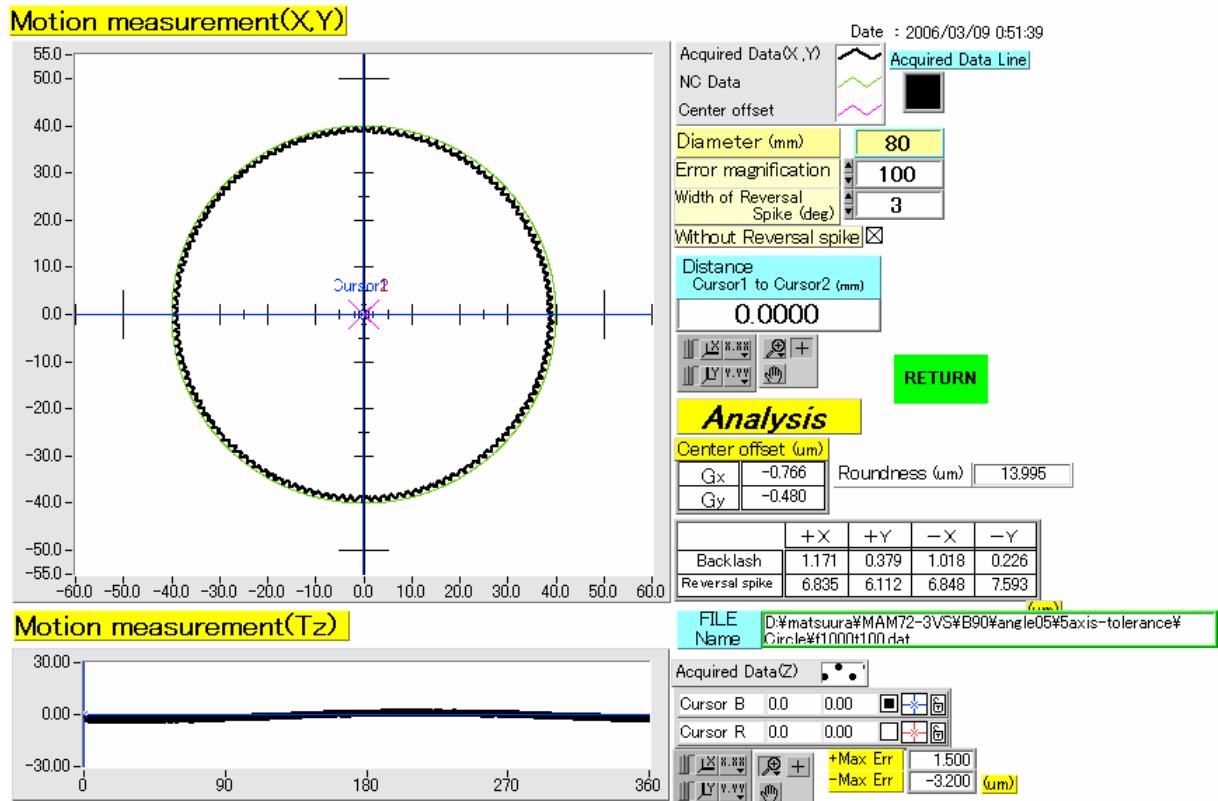 Motion measurement(X,Y)
Date : 2006/03/09 0:51:39
55.0
50.0
40.0
30.0
20.0
10.0
0.0
-10.0
-20.0
-30.0
-40.0
-50.0
-55.0
-60.0 -50.0 -40.0 -30.0 -20.0 -10.0 0.0 10.0 20.0 30.0 40.0 50.0 60.0
Acquired Data(X,Y)
NC Data
Center offset
Acquired Data Line
Diameter (mm) 80
Error magnification 100
Width of Reversal
Spike (deg) 3
Without Reversal spike
Distance
Cursor1 to Cursor2 (mm)
0.0000
X X.XX
Y Y.YY
RETURN
Analysis
Center offset (um)
Gx -0.766
Gy -0.480
Roundness (um) 13.995
+X +Y -X -Y
Backlash 1.171 0.379 1.018 0.226
Reversal spike 6.835 6.112 6.848 7.593
(um)
Motion measurement(Tz)
30.00
0.00
-30.00
0 90 180 270 360
FILE
Name
D:¥matsuura¥MAM72-3VS¥B90¥angle05¥5axis-tolerance¥
Circle¥f1000t100.dat
Acquired Data(Z)
Cursor B 0.0 0.00
Cursor R 0.0 0.00
X X.XX
Y Y.YY
+Max Err 1.500
-Max Err -3.200 (um)